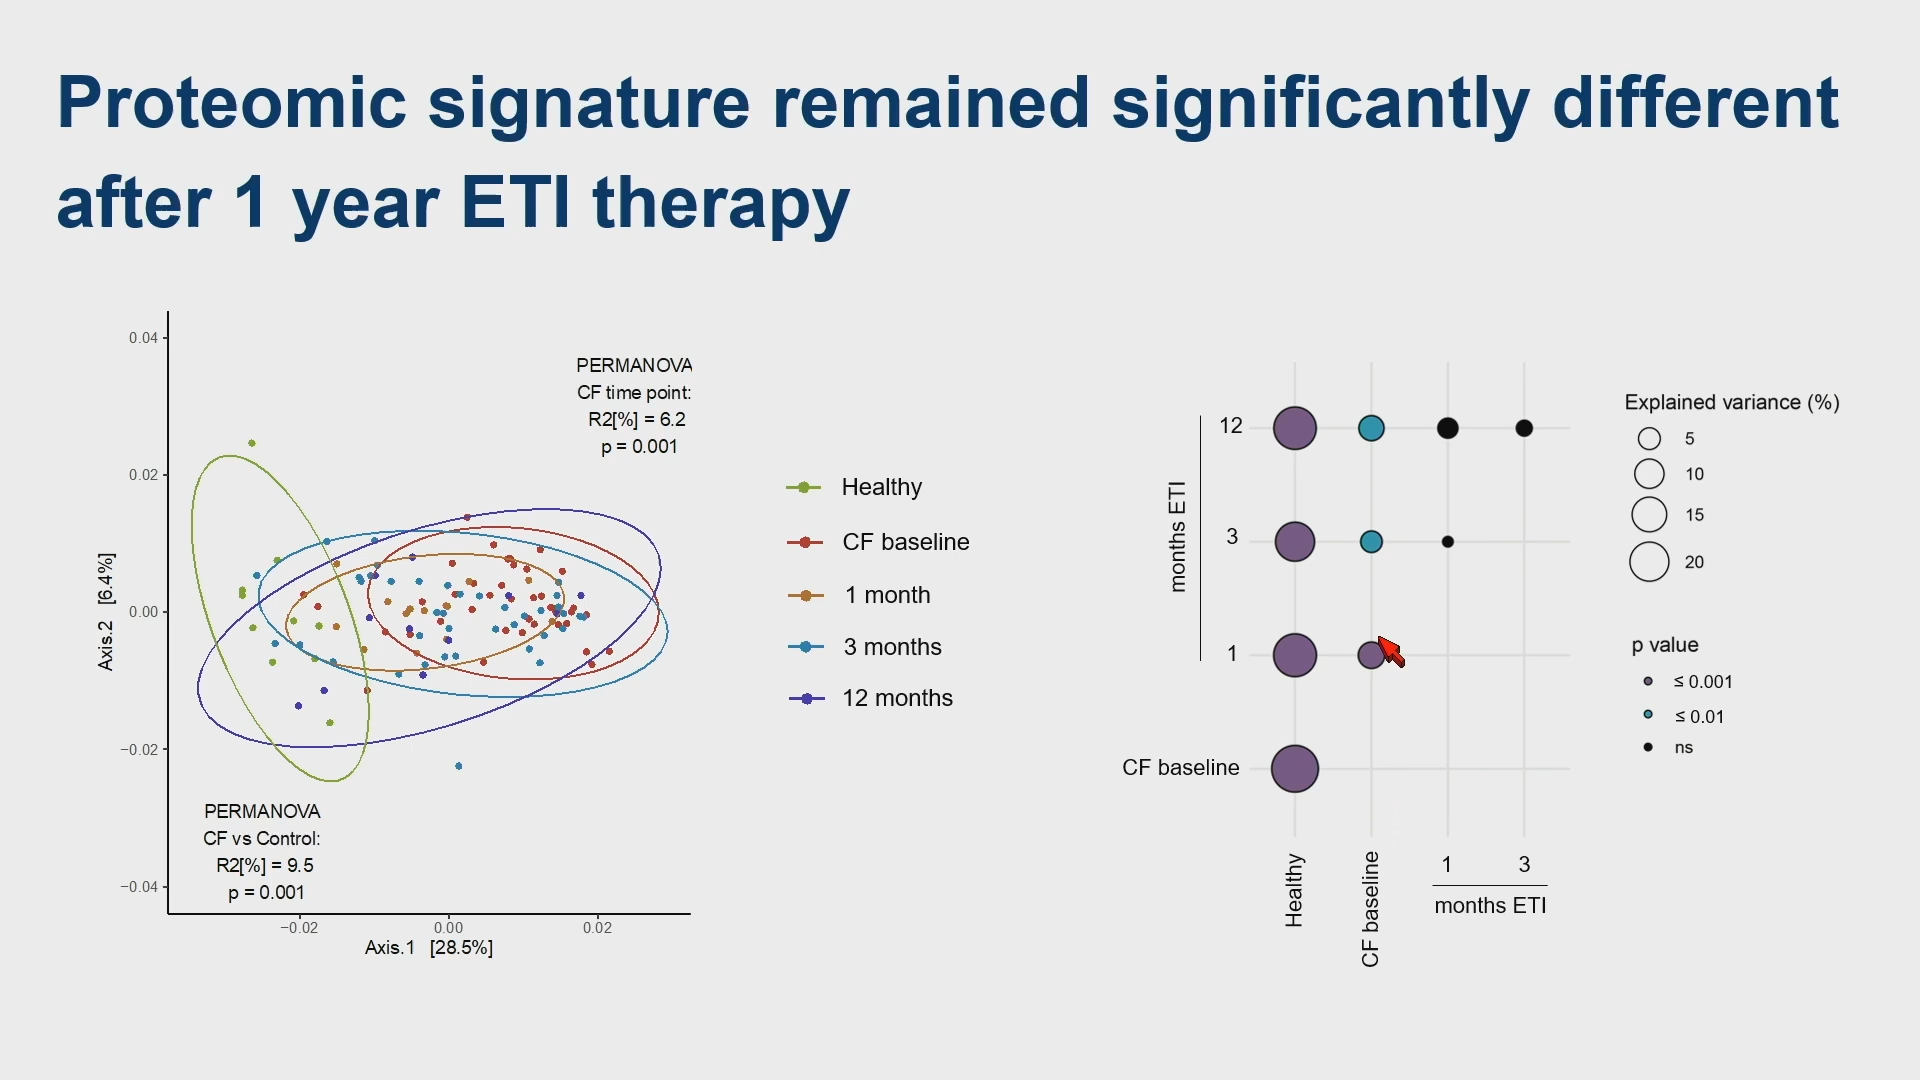 Proteomic signature remained significantly different
after 1 year ETI therapy
0.04
0.02
0.00
−0.02
−0.04
Axis.2 [6.4%]
−0.02
0.00
0.02
Axis.1 [28.5%]
PERMANOVA
CF time point:
R2[%] = 6.2
p = 0.001
PERMANOVA
CF vs Control:
R2[%] = 9.5
p = 0.001
Healthy
CF baseline
1 month
3 months
12 months
months ETI
12
3
1
CF baseline
Healthy
CF baseline
1
3
months ETI
Explained variance (%)
5
10
15
20
p value
≤ 0.001
≤ 0.01
ns